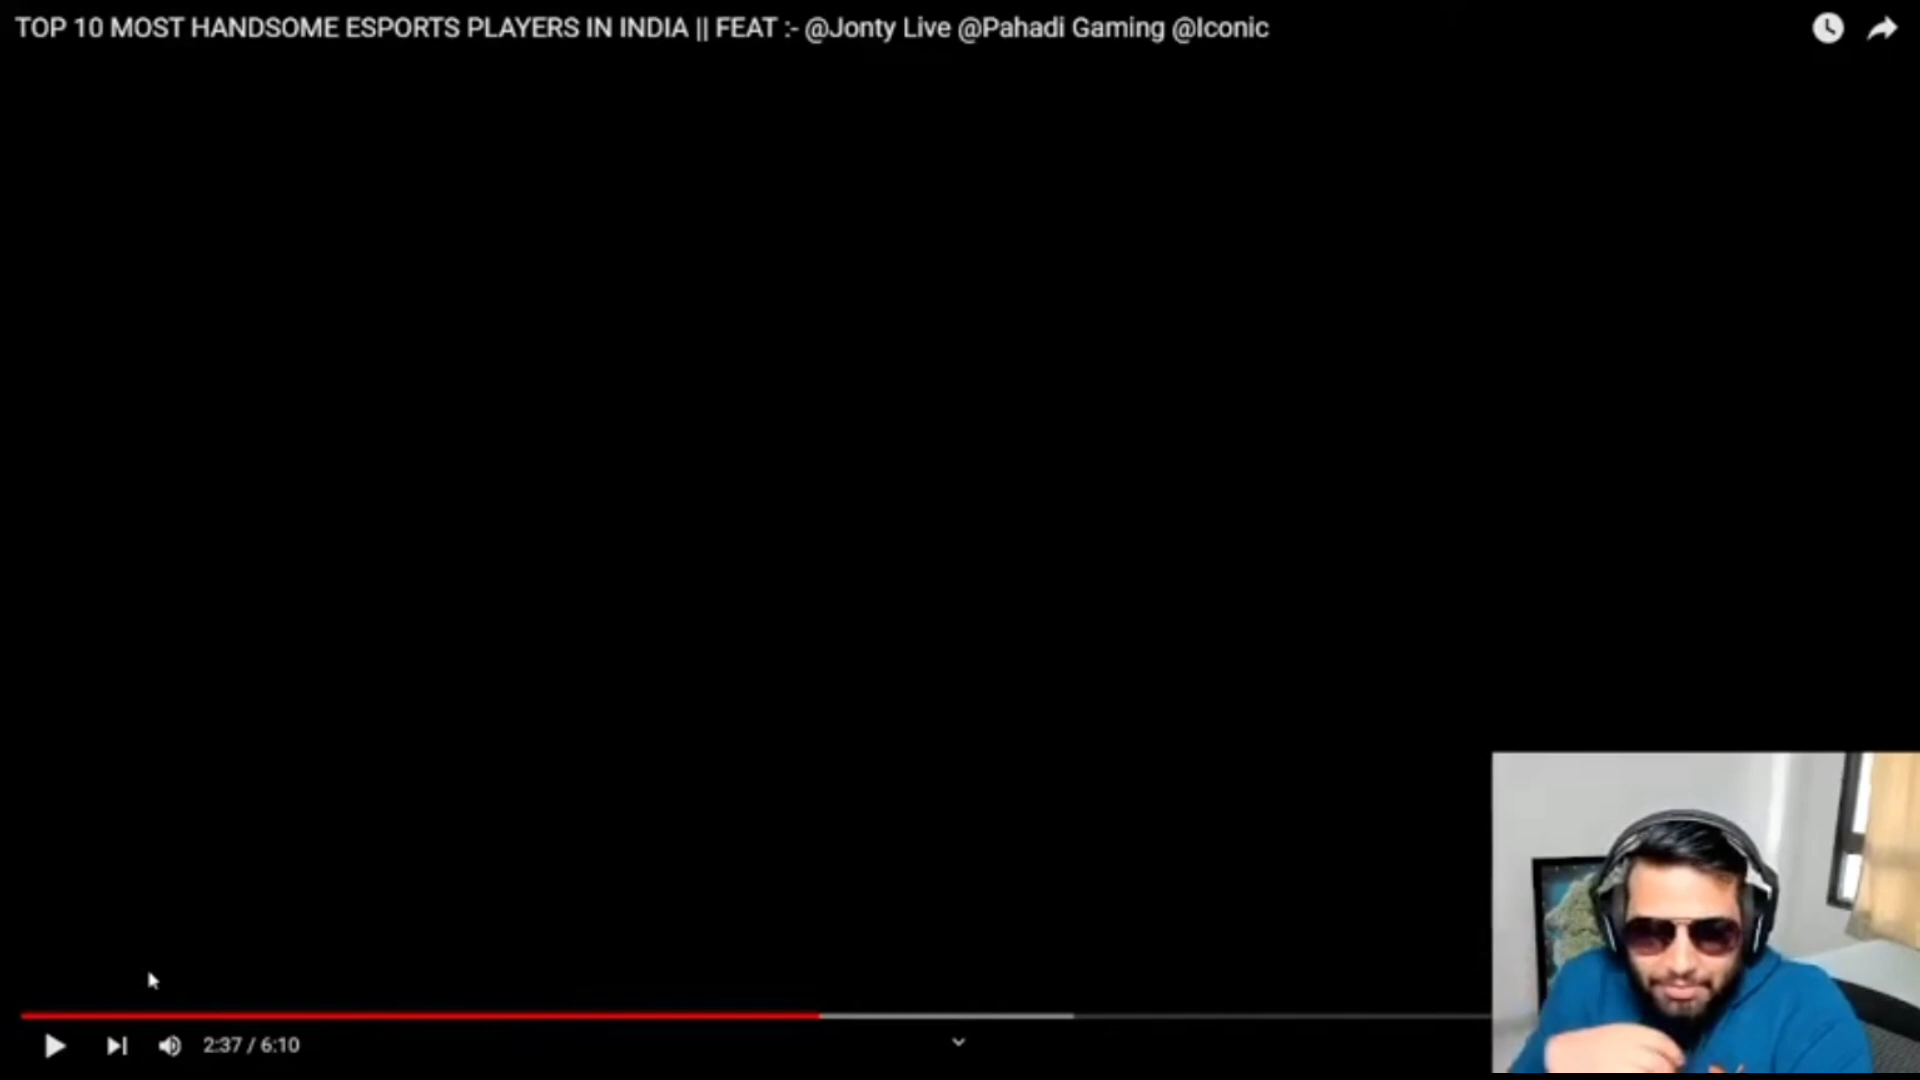 TOP 10 MOST HANDSOME ESPORTS PLAYERS IN INDIA || FEAT :- @Jonty Live @Pahadi Gaming @Iconic
2:37 / 6:10